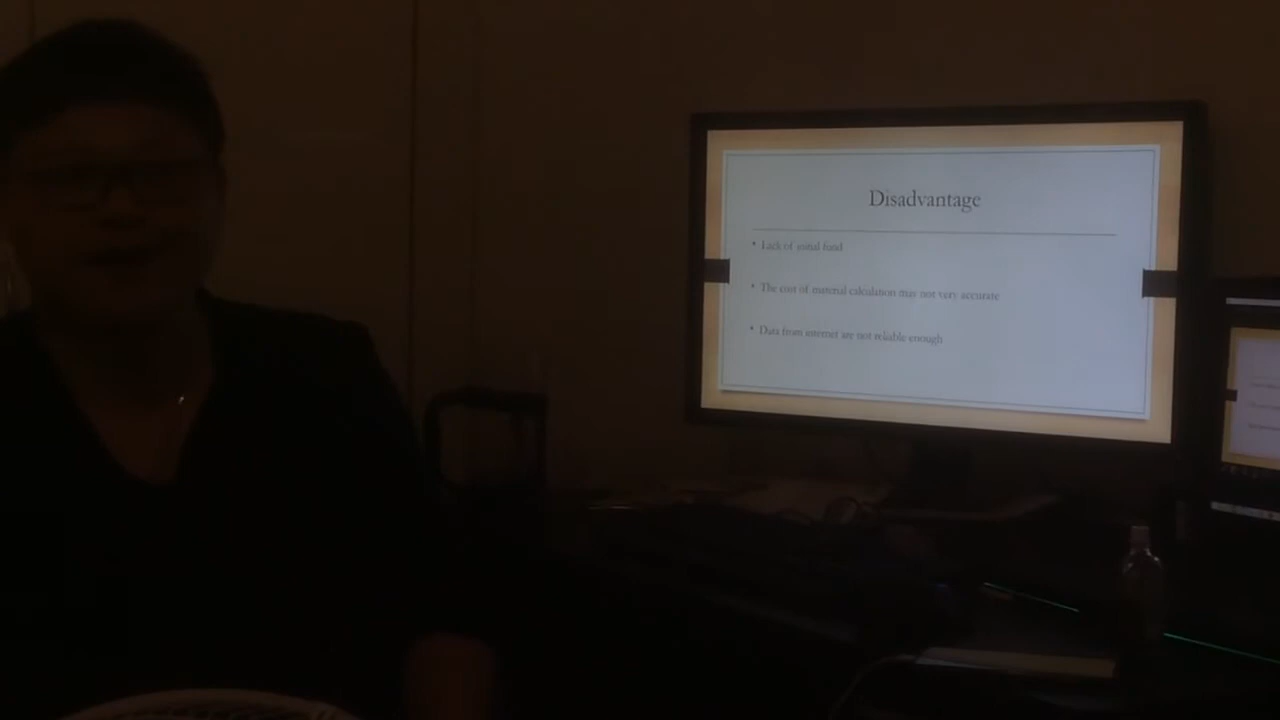 Disadvantage
• Lack of initial fund
• The cost of material calculation may not very accurate
• Data from internet are not reliable enough